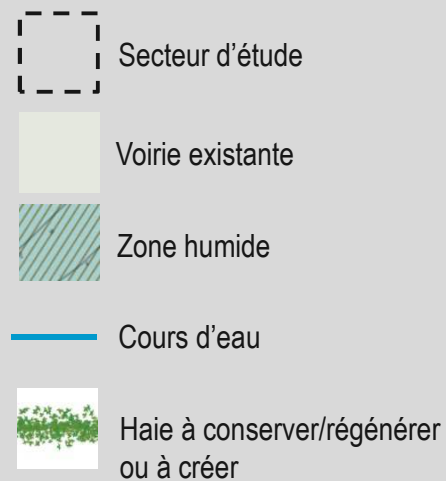 Secteur d’étude
Voirie existante
Zone humide
Cours d’eau
Haie à conserver/régénérer
ou à créer